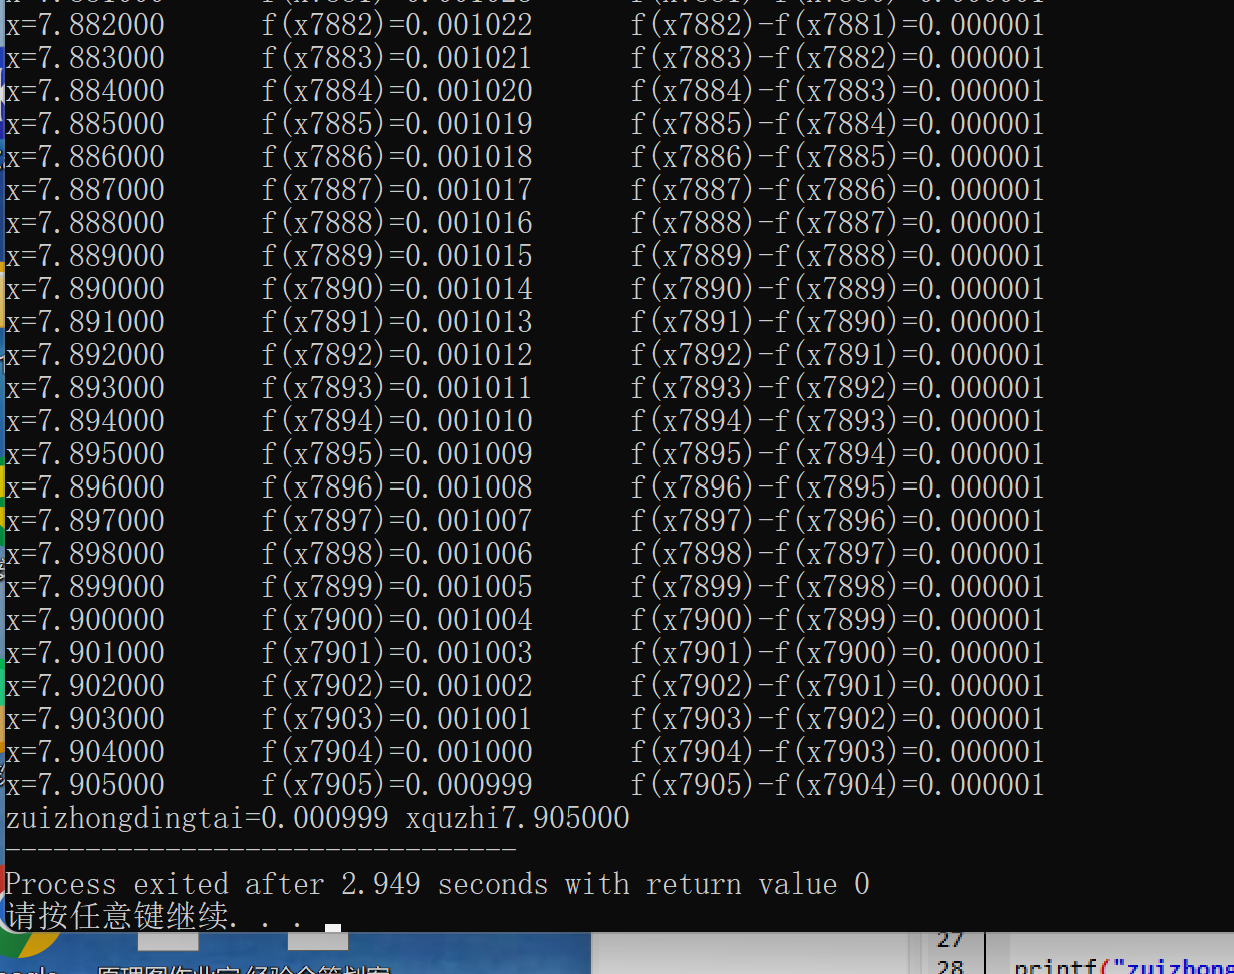 x=7.882000 f(x7882)=0.001022 f(x7882)-f(x7881)=0.000001
x=7.883000 f(x7883)=0.001021 f(x7883)-f(x7882)=0.000001
x=7.884000 f(x7884)=0.001020 f(x7884)-f(x7883)=0.000001
x=7.885000 f(x7885)=0.001019 f(x7885)-f(x7884)=0.000001
x=7.886000 f(x7886)=0.001018 f(x7886)-f(x7885)=0.000001
x=7.887000 f(x7887)=0.001017 f(x7887)-f(x7886)=0.000001
x=7.888000 f(x7888)=0.001016 f(x7888)-f(x7887)=0.000001
x=7.889000 f(x7889)=0.001015 f(x7889)-f(x7888)=0.000001
x=7.890000 f(x7890)=0.001014 f(x7890)-f(x7889)=0.000001
x=7.891000 f(x7891)=0.001013 f(x7891)-f(x7890)=0.000001
x=7.892000 f(x7892)=0.001012 f(x7892)-f(x7891)=0.000001
x=7.893000 f(x7893)=0.001011 f(x7893)-f(x7892)=0.000001
x=7.894000 f(x7894)=0.001010 f(x7894)-f(x7893)=0.000001
x=7.895000 f(x7895)=0.001009 f(x7895)-f(x7894)=0.000001
x=7.896000 f(x7896)=0.001008 f(x7896)-f(x7895)=0.000001
x=7.897000 f(x7897)=0.001007 f(x7897)-f(x7896)=0.000001
x=7.898000 f(x7898)=0.001006 f(x7898)-f(x7897)=0.000001
x=7.899000 f(x7899)=0.001005 f(x7899)-f(x7898)=0.000001
x=7.900000 f(x7900)=0.001004 f(x7900)-f(x7899)=0.000001
x=7.901000 f(x7901)=0.001003 f(x7901)-f(x7900)=0.000001
x=7.902000 f(x7902)=0.001002 f(x7902)-f(x7901)=0.000001
x=7.903000 f(x7903)=0.001001 f(x7903)-f(x7902)=0.000001
x=7.904000 f(x7904)=0.001000 f(x7904)-f(x7903)=0.000001
x=7.905000 f(x7905)=0.000999 f(x7905)-f(x7904)=0.000001
zuizhongdingtai=0.000999 xquzhi7.905000
--------------------------------
Process exited after 2.949 seconds with return value 0
请按任意键继续. . .
27
28 printf("zuizhong